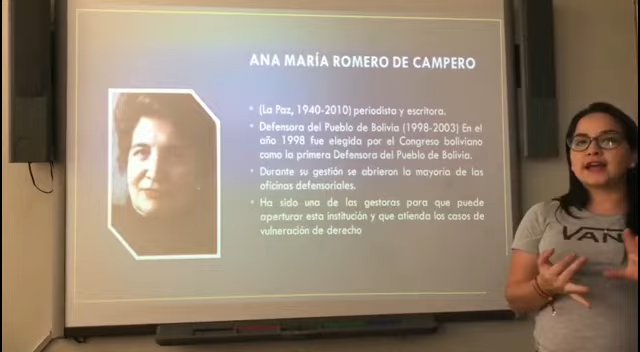 ANA MARÍA ROMERO DE CAMPERO
• (La Paz, 1940-2010) periodista y escritora.
• Defensora del Pueblo de Bolivia (1998-2003) En el
año 1998 fue elegida por el Congreso boliviano
como la primera Defensora del Pueblo de Bolivia.
• Durante su gestión se abrieron la mayoría de las
oficinas defensoriales.
• Ha sido una de las gestoras para que puede
aperturar esta institución y que atienda los casos de
vulneración de derecho
VAN